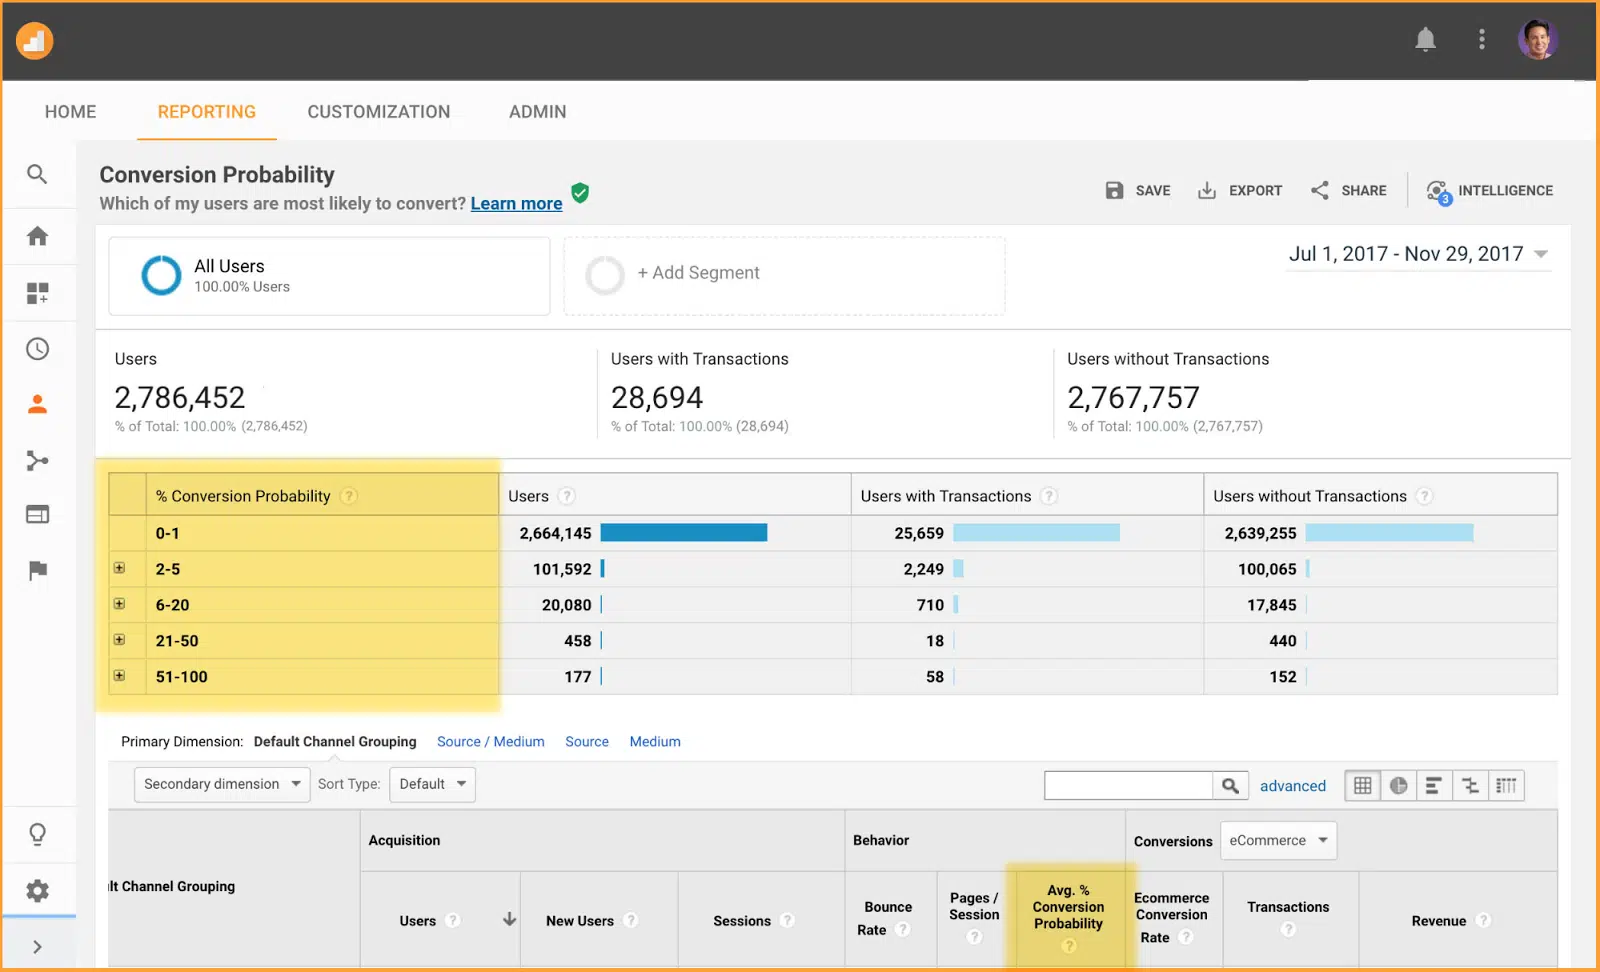 HOME REPORTING CUSTOMIZATION ADMIN
Conversion Probability
Which of my users are most likely to convert? Learn more
SAVE EXPORT SHARE 3 INTELLIGENCE
All Users
100.00% Users
+ Add Segment
Jul 1, 2017 - Nov 29, 2017
Users Users with Transactions Users without Transactions
2,786,452 28,694 2,767,757
% of Total: 100.00% (2,786,452) % of Total: 100.00% (28,694) % of Total: 100.00% (2,767,757)
% Conversion Probability ? Users ? Users with Transactions ? Users without Transactions ?
0-1 2,664,145 25,659 2,639,255
2-5 101,592 2,249 100,065
6-20 20,080 710 17,845
21-50 458 18 440
51-100 177 58 152
Primary Dimension: Default Channel Grouping Source / Medium Source Medium
Secondary dimension Sort Type: Default advanced
Acquisition Behavior Conversions eCommerce
lt Channel Grouping
Users ? New Users ? Sessions ?
Bounce
Rate ?
Pages /
Session
?
Avg. %
Conversion
Probability
?
Ecommerce
Conversion
Rate ?
Transactions
?
Revenue ?